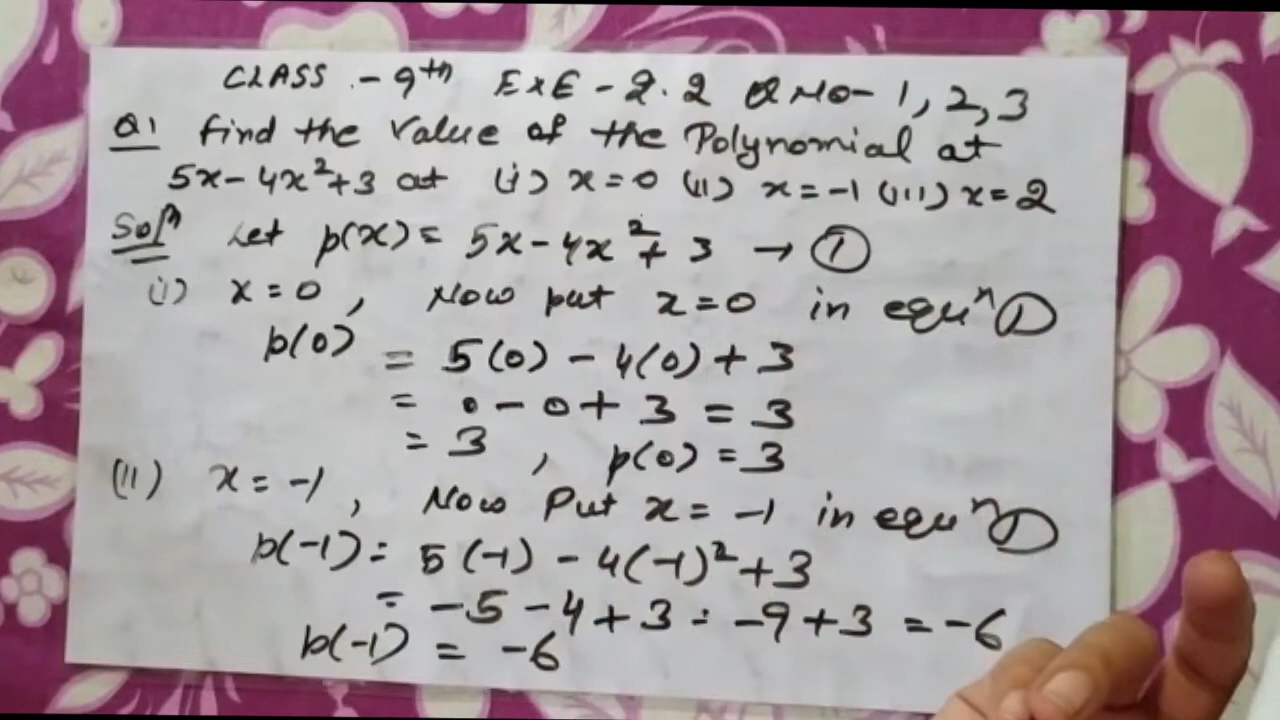 CLASS - 9th EXE - 2.2 Q NO- 1, 2, 3
Q1 find the Value of the Polynomial at
5x - 4x²+3 at (i) x=0 (ii) x=-1 (iii) x=2
Solⁿ Let p(x)= 5x-4x²+3 → ①
(i) x=0, Now put x=0 in equⁿ ①
p(0) = 5(0) - 4(0) + 3
= 0-0+3 = 3
= 3, p(0) = 3
(ii) x=-1, Now Put x=-1 in equⁿ ①
p(-1)= 5(-1) - 4(-1)²+3
= -5-4+3 = -9+3 = -6
p(-1) = -6